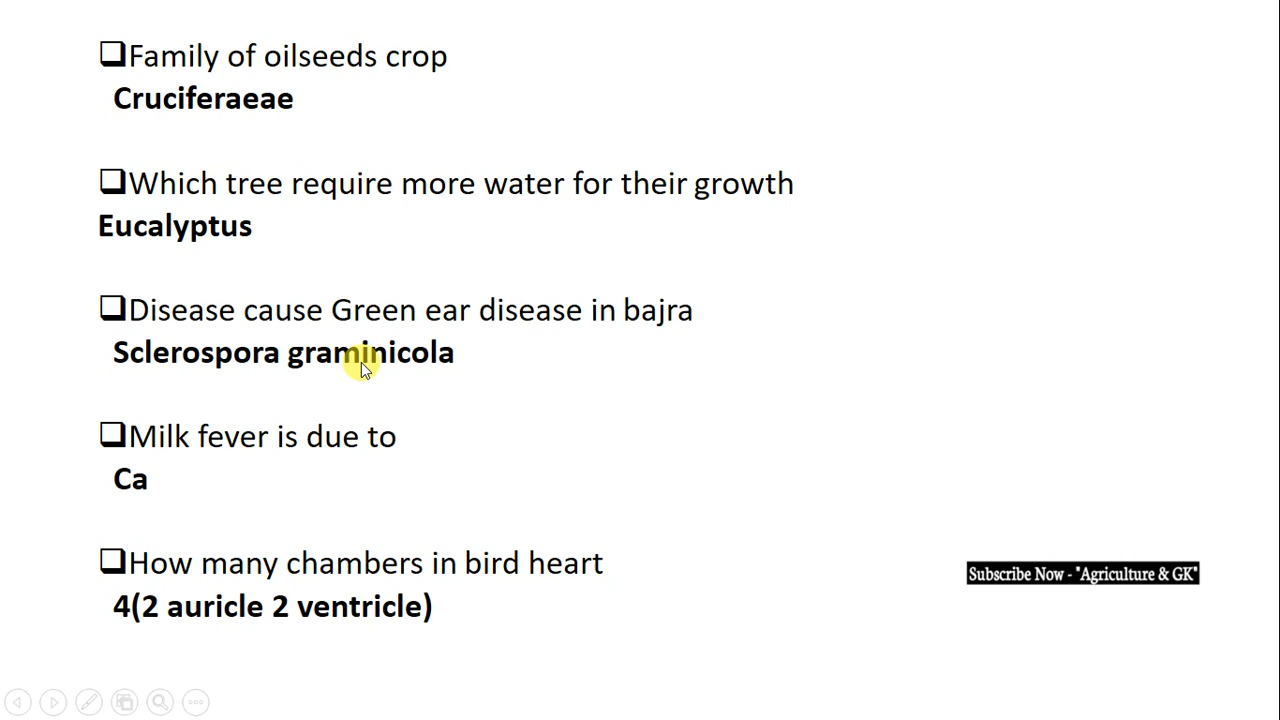 ❑Family of oilseeds crop
Cruciferaeae
❑Which tree require more water for their growth
Eucalyptus
❑Disease cause Green ear disease in bajra
Sclerospora graminicola
❑Milk fever is due to
Ca
❑How many chambers in bird heart
4(2 auricle 2 ventricle)
Subscribe Now - "Agriculture & GK"